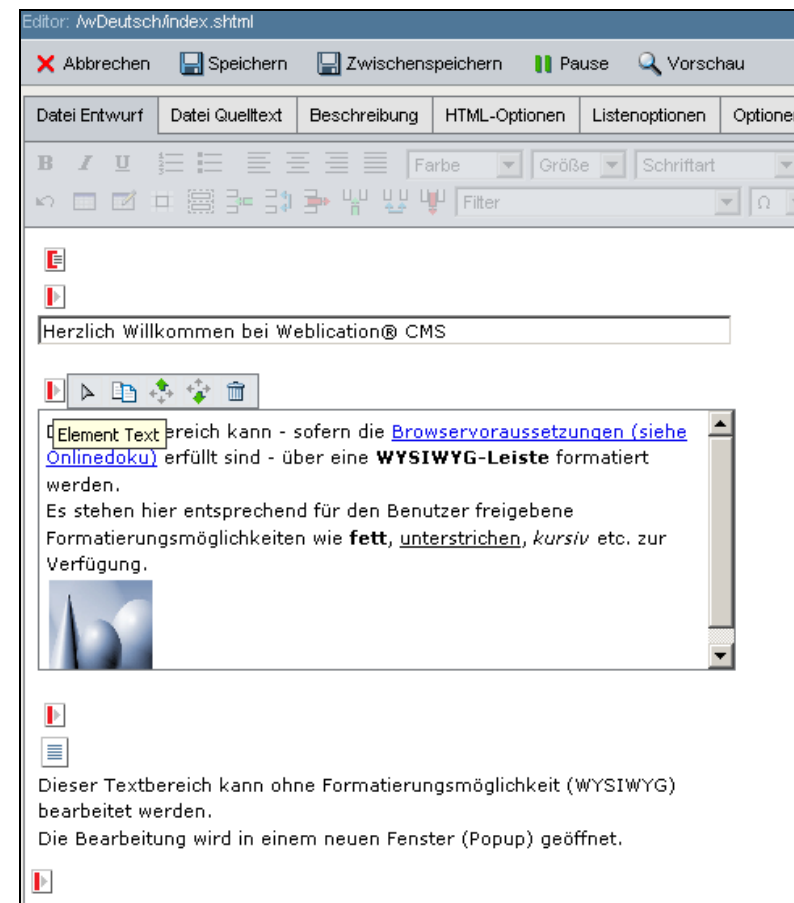 Editor: /wDeutsch/index.shtml
Abbrechen Speichern Zwischenspeichern Pause Vorschau
Datei Entwurf Datei Quelltext Beschreibung HTML-Optionen Listenoptionen
B I U Farbe Größe Schriftart
Filter Ω
Herzlich Willkommen bei Weblication® CMS
Element Text ereich kann - sofern die Browservoraussetzungen (siehe
Onlinedoku) erfüllt sind - über eine WYSIWYG-Leiste formatiert
werden.
Es stehen hier entsprechend für den Benutzer freigebene
Formatierungsmöglichkeiten wie fett, unterstrichen, kursiv etc. zur
Verfügung.
Dieser Textbereich kann ohne Formatierungsmöglichkeit (WYSIWYG)
bearbeitet werden.
Die Bearbeitung wird in einem neuen Fenster (Popup) geöffnet.